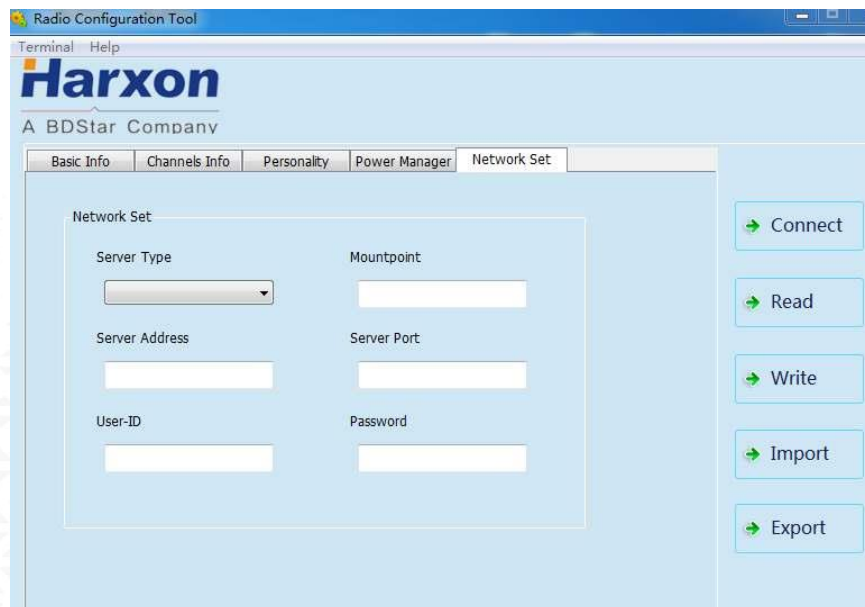 Radio Configuration Tool
Terminal Help
Harxon
A BDStar Company
Basic Info Channels Info Personality Power Manager Network Set
Network Set
Server Type Mountpoint
Server Address Server Port
User-ID Password
Connect
Read
Write
Import
Export